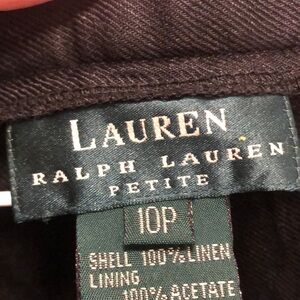 LAUREN
RALPH LAUREN
PETITE
10P
SHELL 100% LINEN
LINING
100% ACETATE